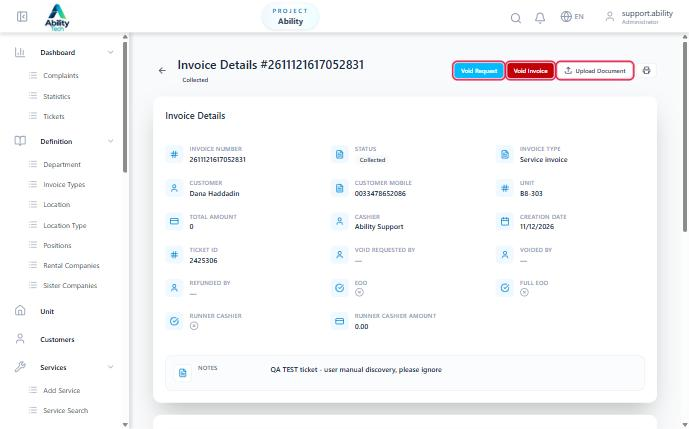 Ability
Tech
PROJECT
Ability
EN
support.ability
Administrator
Dashboard
Complaints
Statistics
Tickets
Definition
Department
Invoice Types
Location
Location Type
Positions
Rental Companies
Sister Companies
Unit
Customers
Services
Add Service
Service Search
Invoice Details #2611121617052831
Collected
Void Request
Void Invoice
Upload Document
Invoice Details
INVOICE NUMBER
2611121617052831
STATUS
Collected
INVOICE TYPE
Service invoice
CUSTOMER
Dana Haddadin
CUSTOMER MOBILE
0033478652086
UNIT
B8-303
TOTAL AMOUNT
0
CASHIER
Ability Support
CREATION DATE
11/12/2026
TICKET ID
2425306
VOID REQUESTED BY
—
VOIDED BY
—
REFUNDED BY
—
EOO
FULL EOO
RUNNER CASHIER
RUNNER CASHIER AMOUNT
0.00
NOTES
QA TEST ticket - user manual discovery, please ignore